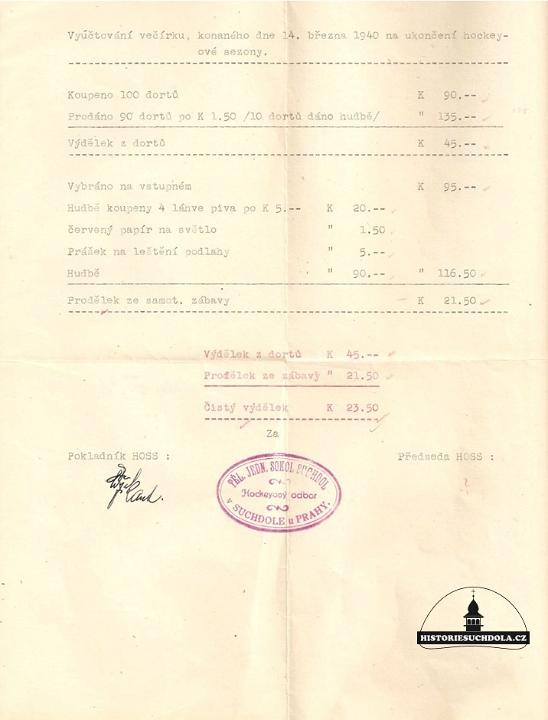 Vyúčtování večírku, konaného dne 14. března 1940 na ukončení hockey-
ové sezony.
Koupeno 100 dortů K 90.--
Prodáno 90 dortů po K 1.50 /10 dortů dáno hudbě/ " 135.--
Výdělek z dortů K 45.--
Vybráno na vstupném K 95.--
Hudbě koupeny 4 láhve piva po K 5.-- K 20.--
červený papír na světlo " 1.50
Prášek na leštění podlahy " 5.--
Hudbě " 90.-- " 116.50
Prodělek ze samot. zábavy K 21.50
Výdělek z dortů K 45.--
Prodělek ze zábavy " 21.50
Čistý výdělek K 23.50
Za
Pokladník HOSS : Předseda HOSS :
TĚL. JEDN. SOKOL SUCHDOL
Hockeyový odbor
v SUCHDOLE u PRAHY.
HISTORIESUCHDOLA.CZ